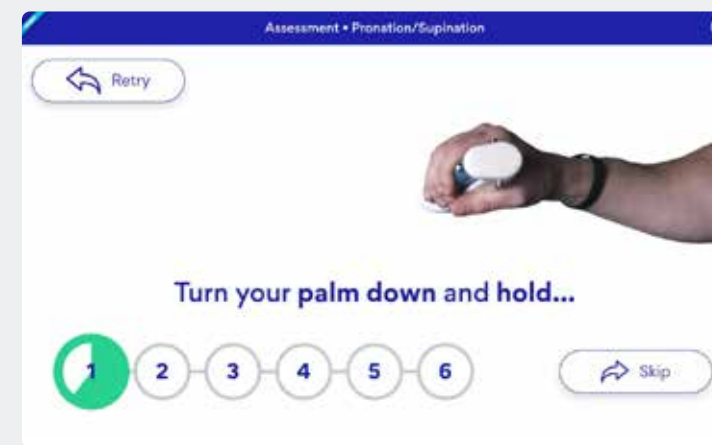 Assessment • Pronation/Supination
Retry
Turn your palm down and hold...
1 2 3 4 5 6
Skip